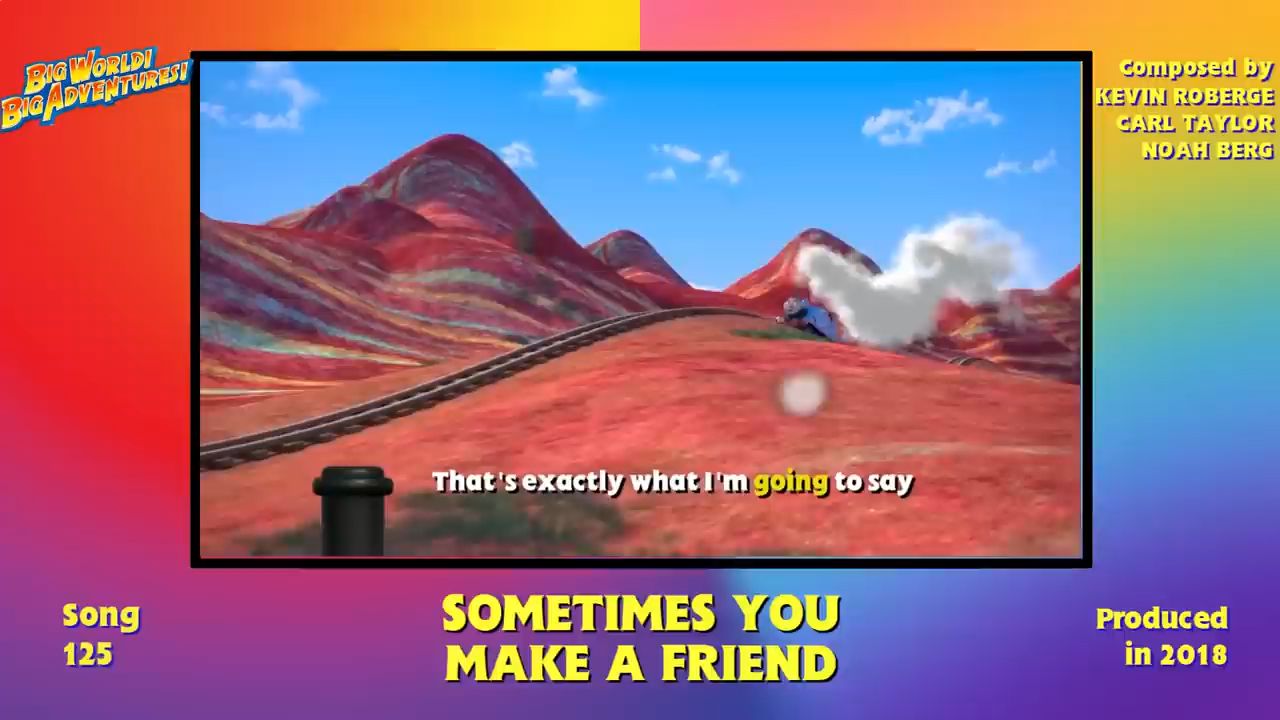 BIG WORLD!
BIG ADVENTURES!
Composed by
KEVIN ROBERGE
CARL TAYLOR
NOAH BERG
That's exactly what I'm going to say
Song
125
SOMETIMES YOU
MAKE A FRIEND
Produced
in 2018